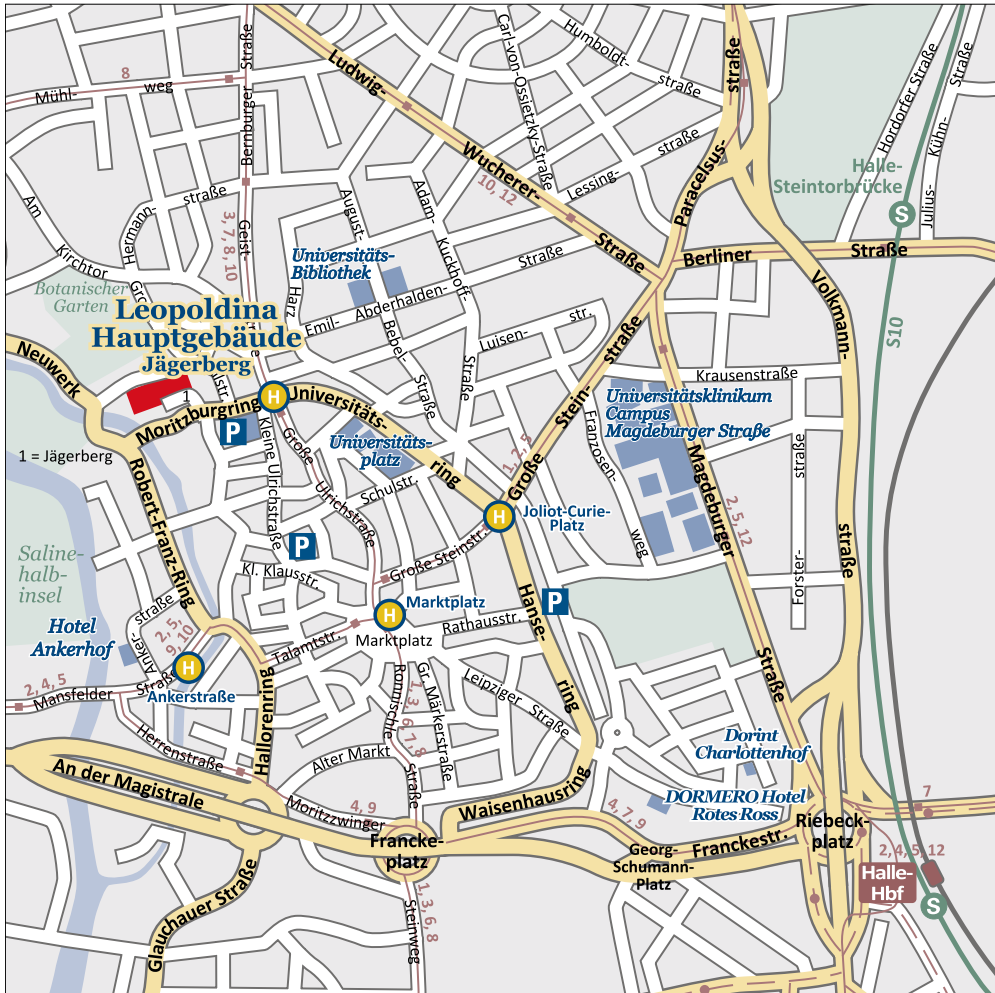 Ludwig-
Wucherer-
Straße
10, 12
8
Mühl-
weg
Bernburger
Straße
Carl-von-Ossietzky-Straße
Humboldt-
straße
Lessing-
straße
Paracelsus-
straße
Hordorfer Straße
Julius-
Kühn-
Straße
Halle-
Steintorbrücke
S
S10
Berliner
Straße
Volkmann-
straße
Am
Kirchtor
Hermann-
straße
3, 7, 8, 10
Geist-
August-
Bebel-
Straße
Adam-
Kuckhoff-
Straße
Harz
Universitäts-
Bibliothek
Emil-
Abderhalden-
Straße
Luisen-
str.
Botanischer
Garten
Leopoldina
Hauptgebäude
Jägerberg
1
1 = Jägerberg
Neuwerk
Moritzburgring
H
P
Universitäts-
ring
Universitäts-
platz
Kleine Ulrichstraße
Große
Ulrichstraße
Schulstr.
Große
Stein-
straße
1, 2, 5
Krausenstraße
Universitätsklinikum
Campus
Magdeburger Straße
Franzosen-
weg
Magdeburger
Straße
2, 5, 12
Forster-
straße
H
Joliot-Curie-
Platz
Große Steinstr.
P
Kl. Klausstr.
Robert-Franz-Ring
Saline-
halb-
insel
Hotel
Ankerhof
Anker-
straße
2, 5,
9, 10
H
Ankerstraße
2, 4, 5
Mansfelder
Straße
Talamtstr.
H
Marktplatz
Marktplatz
Rathausstr.
P
Hanse-
ring
Leipziger
Straße
Gr. Märkerstraße
Rannische
Straße
1, 3, 6, 7, 8
Hallorenring
Herrenstraße
Alter Markt
Moritzzwinger
4, 9
An der Magistrale
Glauchauer Straße
Francke-
platz
Waisenhausring
4, 7, 9
Dorint
Charlottenhof
DORMERO Hotel
Rotes Ross
Georg-
Schumann-
Platz
Franckestr.
Riebeck-
platz
7
2, 4, 5, 12
Halle-
Hbf
S
1, 3, 6, 8
Steinweg